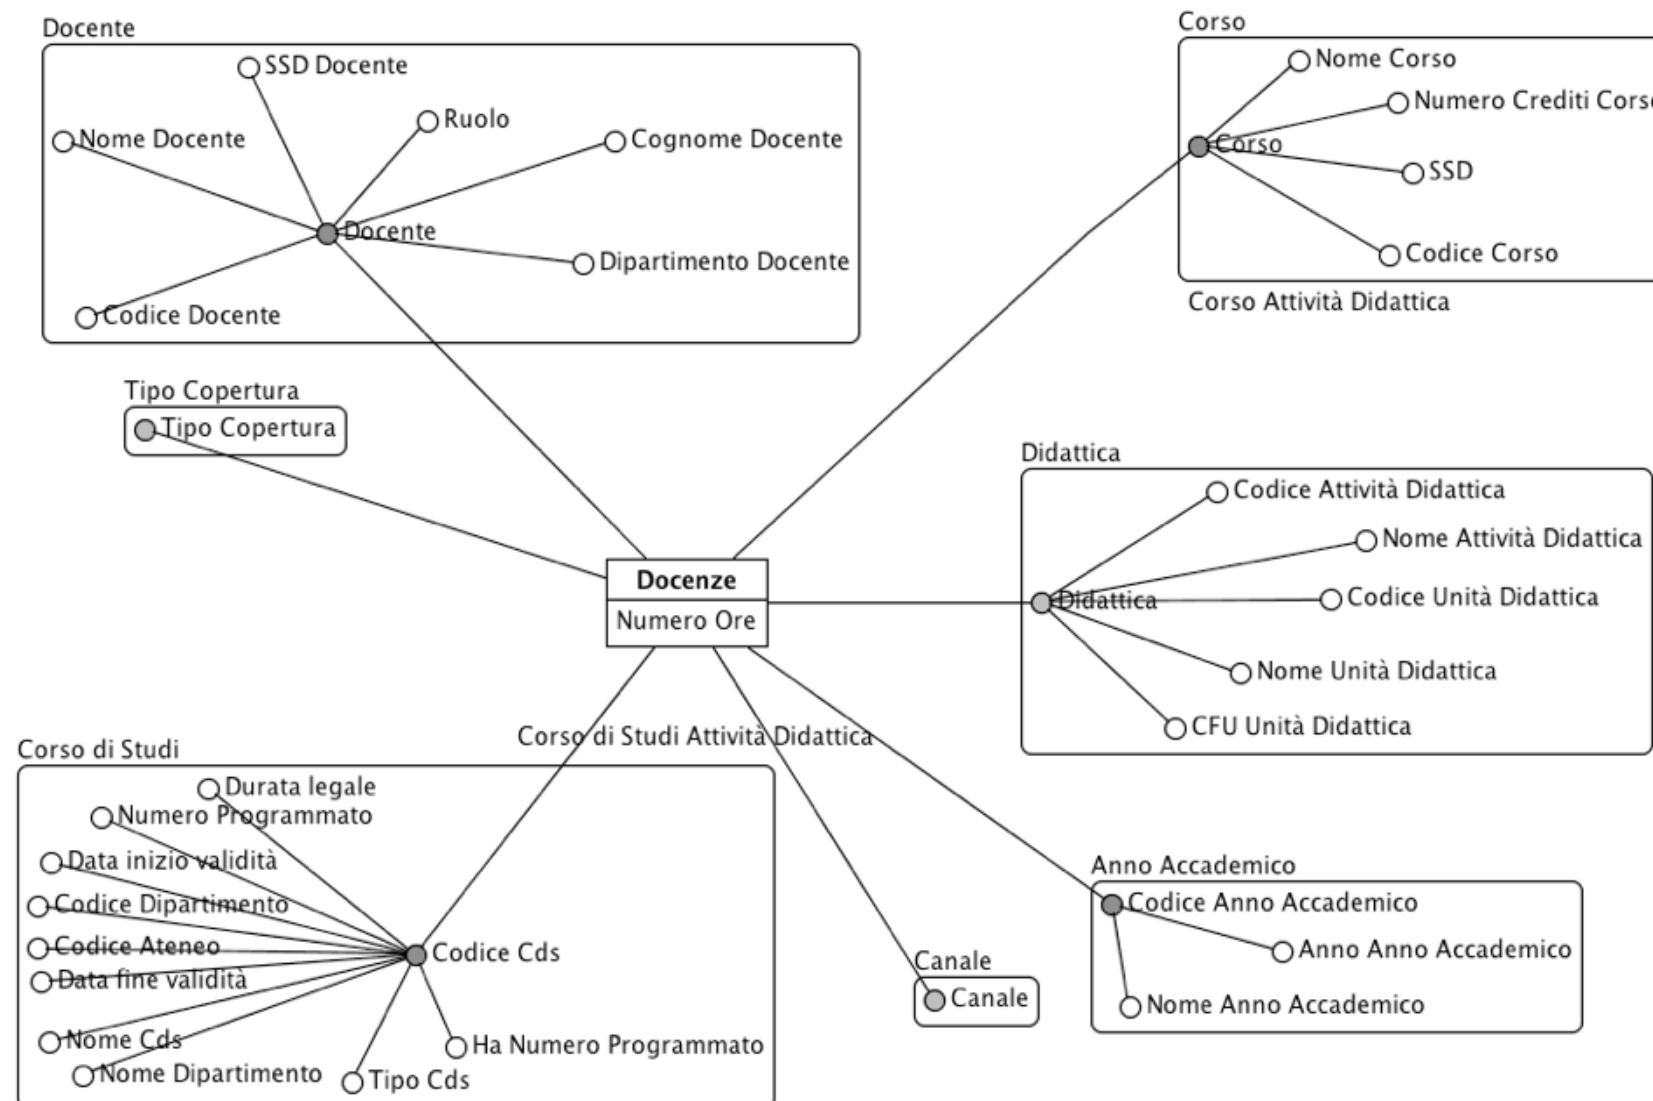 Docente
SSD Docente
Ruolo
Nome Docente
Cognome Docente
Docente
Dipartimento Docente
Codice Docente
Corso
Nome Corso
Numero Crediti Corso
Corso
SSD
Codice Corso
Corso Attività Didattica
Tipo Copertura
Tipo Copertura
Didattica
Codice Attività Didattica
Nome Attività Didattica
Didattica
Codice Unità Didattica
Nome Unità Didattica
CFU Unità Didattica
Docenze
Numero Ore
Corso di Studi Attività Didattica
Corso di Studi
Durata legale
Numero Programmato
Data inizio validità
Codice Dipartimento
Codice Ateneo
Codice Cds
Data fine validità
Nome Cds
Ha Numero Programmato
Nome Dipartimento
Tipo Cds
Canale
Canale
Anno Accademico
Codice Anno Accademico
Anno Anno Accademico
Nome Anno Accademico